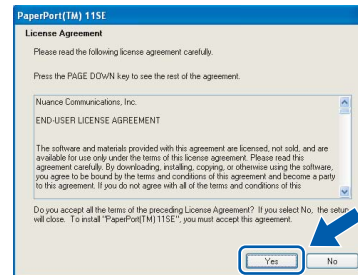 PaperPort(TM) 11SE
License Agreement
Please read the following license agreement carefully.
Press the PAGE DOWN key to see the rest of the agreement.
Nuance Communications, Inc.
END-USER LICENSE AGREEMENT
The software and materials provided with this agreement are licensed, not sold, and are
available for use only under the terms of this license agreement. Please read this
agreement carefully. By downloading, installing, copying, or otherwise using the software,
you agree to be bound by the terms and conditions of this agreement and become a party
to this agreement. If you do not agree with all of the terms and conditions of this
Do you accept all the terms of the preceding License Agreement? If you select No, the setup
will close. To install "PaperPort(TM) 11SE", you must accept this agreement.
Yes
No